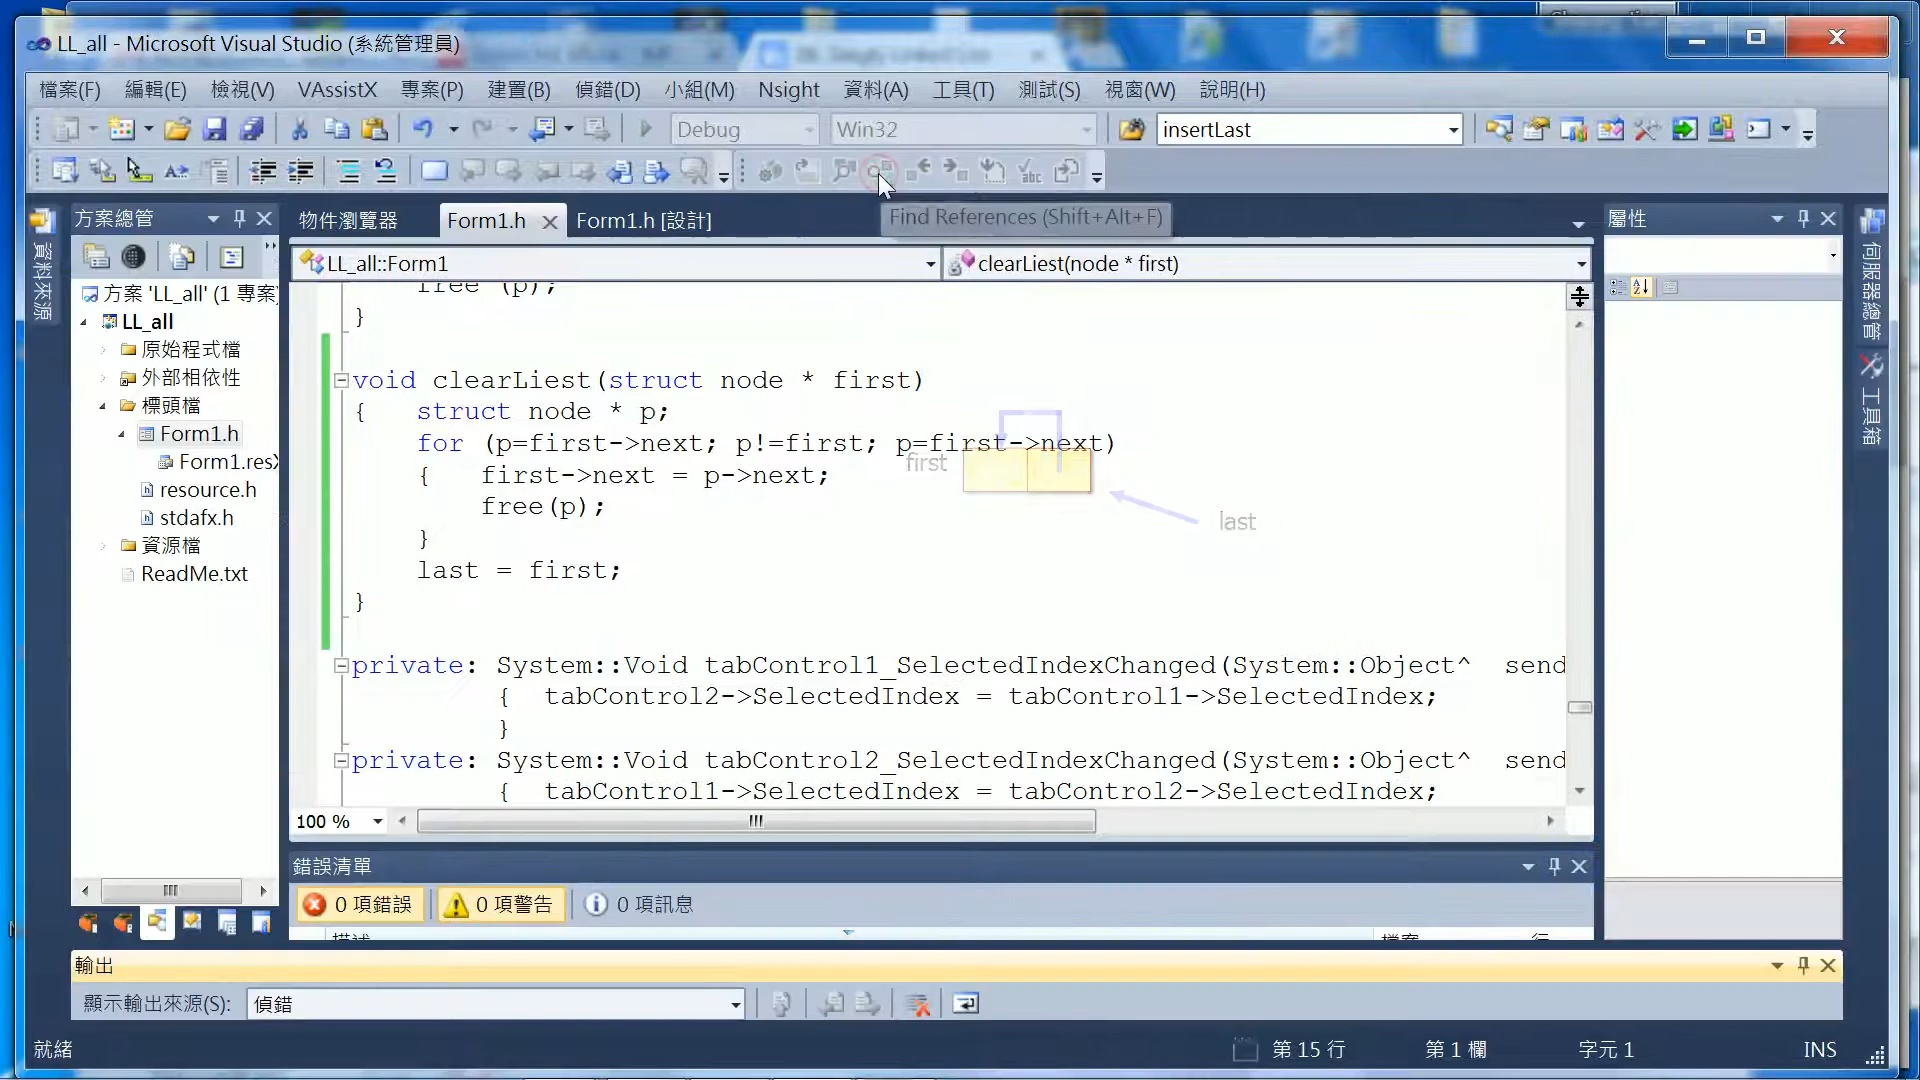 LL_all - Microsoft Visual Studio (系統管理員)
檔案(F) 編輯(E) 檢視(V) VAssistX 專案(P) 建置(B) 偵錯(D) 小組(M) Nsight 資料(A) 工具(T) 測試(S) 視窗(W) 說明(H)
Debug Win32 insertLast
方案總管
物件瀏覽器 Form1.h Form1.h [設計]
Find References (Shift+Alt+F)
屬性
資料來源
伺服器總管
工具箱
LL_all::Form1 clearLiest(node * first)
方案 'LL_all' (1 專案)
LL_all
原始程式檔
外部相依性
標頭檔
Form1.h
Form1.resX
resource.h
stdafx.h
資源檔
ReadMe.txt
free (p);
}
void clearLiest(struct node * first)
{ struct node * p;
for (p=first->next; p!=first; p=first->next)
{ first->next = p->next;
free(p);
}
last = first;
}
first
last
private: System::Void tabControl1_SelectedIndexChanged(System::Object^ send
{ tabControl2->SelectedIndex = tabControl1->SelectedIndex;
}
private: System::Void tabControl2_SelectedIndexChanged(System::Object^ send
{ tabControl1->SelectedIndex = tabControl2->SelectedIndex;
100 %
錯誤清單
0 項錯誤 0 項警告 0 項訊息
輸出
顯示輸出來源(S): 偵錯
就緒 第 15 行 第 1 欄 字元 1 INS